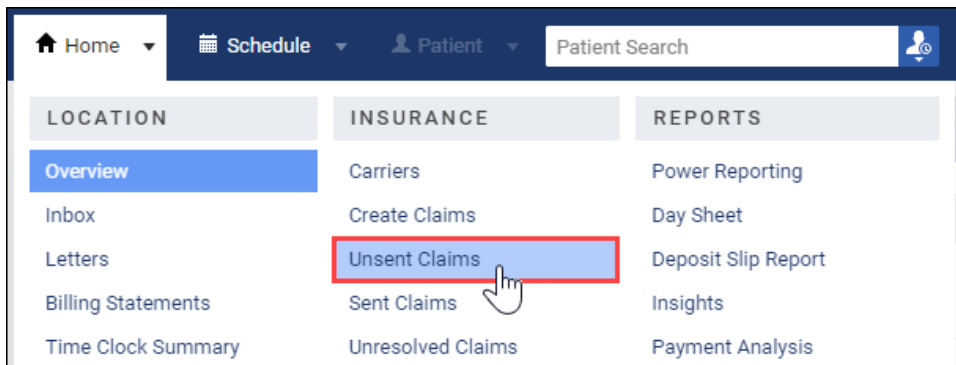 Home Schedule Patient Patient Search
LOCATION INSURANCE REPORTS
Overview Carriers Power Reporting
Inbox Create Claims Day Sheet
Letters Unsent Claims Deposit Slip Report
Billing Statements Sent Claims Insights
Time Clock Summary Unresolved Claims Payment Analysis